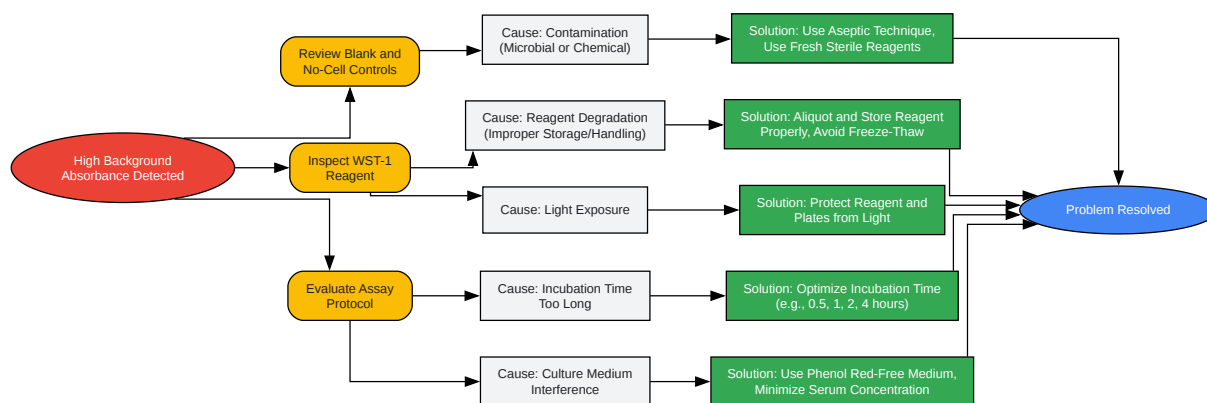 High Background
Absorbance Detected
Review Blank and
No-Cell Controls
Inspect WST-1
Reagent
Evaluate Assay
Protocol
Cause: Contamination
(Microbial or Chemical)
Cause: Reagent Degradation
(Improper Storage/Handling)
Cause: Light Exposure
Cause: Incubation Time
Too Long
Cause: Culture Medium
Interference
Solution: Use Aseptic Technique,
Use Fresh Sterile Reagents
Solution: Aliquot and Store Reagent
Properly, Avoid Freeze-Thaw
Solution: Protect Reagent and
Plates from Light
Solution: Optimize Incubation Time
(e.g., 0.5, 1, 2, 4 hours)
Solution: Use Phenol Red-Free Medium,
Minimize Serum Concentration
Problem Resolved